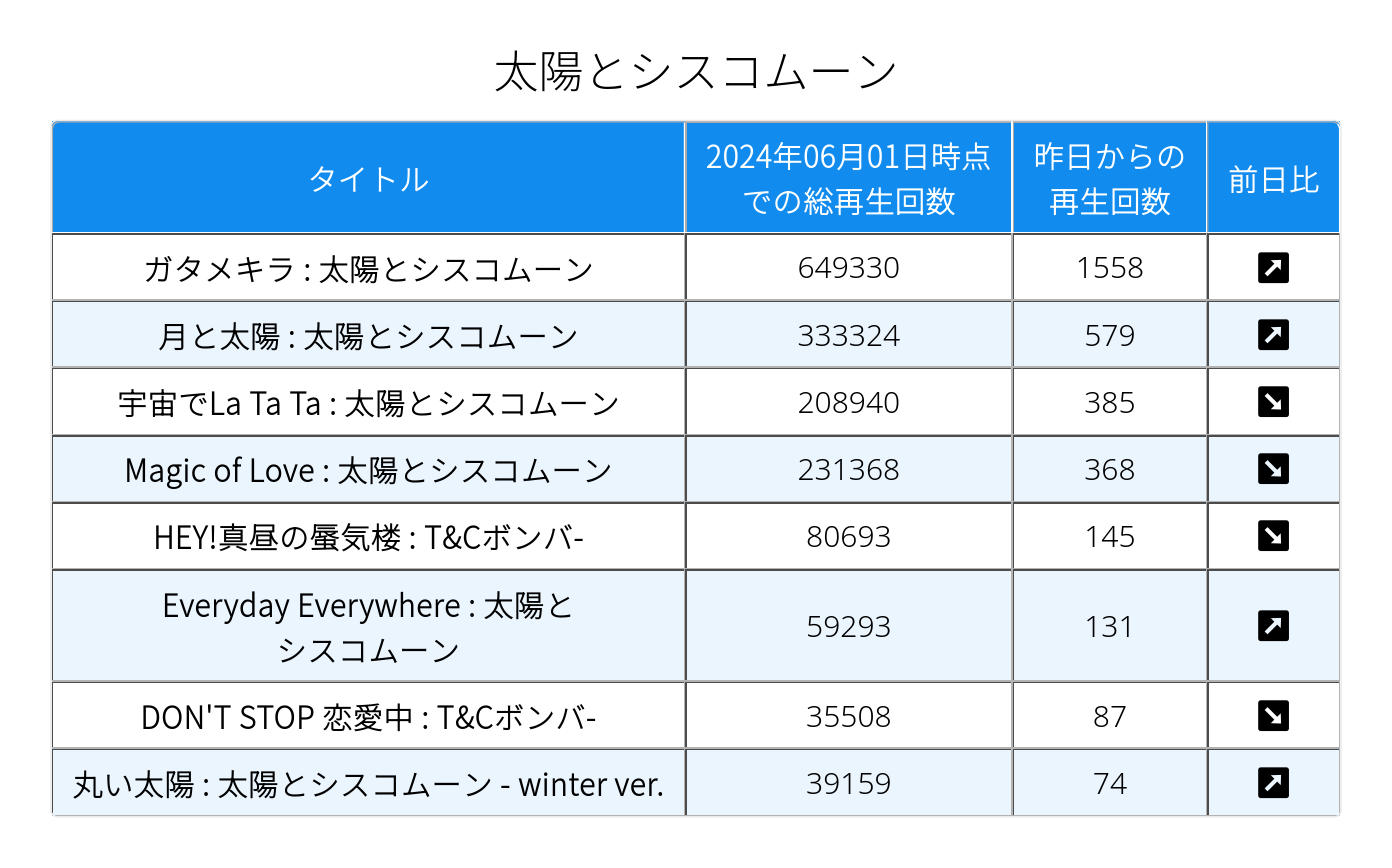 太陽とシスコムーン
タイトル
2024年06月01日時点
での総再生回数
昨日からの
再生回数
前日比
ガタメキラ : 太陽とシスコムーン 649330 1558 ↗
月と太陽 : 太陽とシスコムーン 333324 579 ↗
宇宙でLa Ta Ta : 太陽とシスコムーン 208940 385 ↘
Magic of Love : 太陽とシスコムーン 231368 368 ↘
HEY!真昼の蜃気楼 : T&Cボンバ- 80693 145 ↘
Everyday Everywhere : 太陽と
シスコムーン 59293 131 ↗
DON'T STOP 恋愛中 : T&Cボンバ- 35508 87 ↘
丸い太陽 : 太陽とシスコムーン - winter ver. 39159 74 ↗